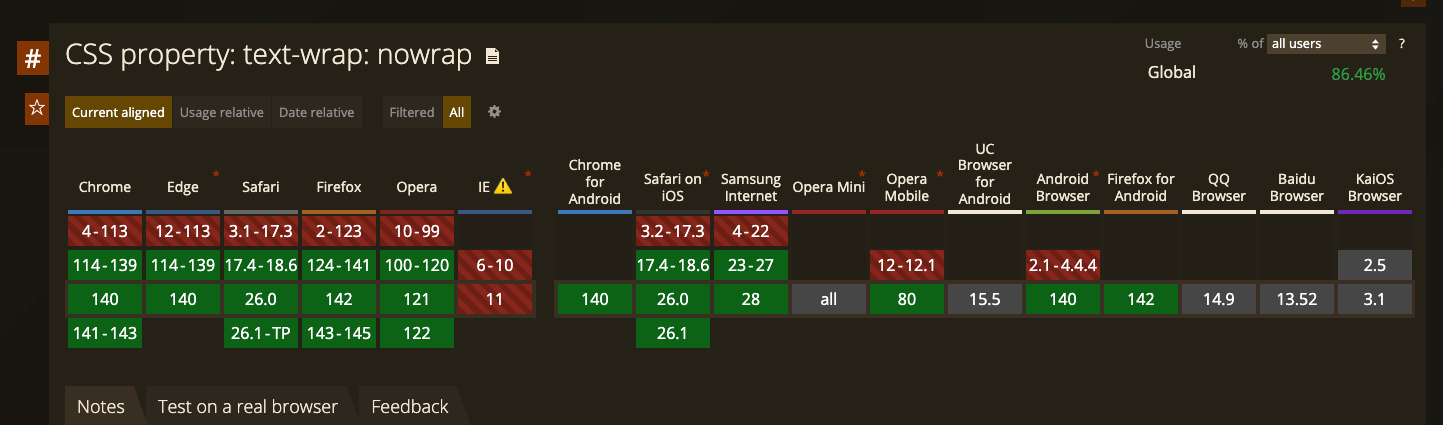 #
CSS property: text-wrap: nowrap
Usage % of all users ?
Global 86.46%
Current aligned Usage relative Date relative Filtered All
Chrome Edge * Safari Firefox Opera IE * Chrome for Android Safari on iOS * Samsung Internet Opera Mini * Opera Mobile * UC Browser for Android Android Browser * Firefox for Android QQ Browser Baidu Browser KaiOS Browser
4-113 12-113 3.1-17.3 2-123 10-99 3.2-17.3 4-22
114-139 114-139 17.4-18.6 124-141 100-120 6-10 17.4-18.6 23-27 12-12.1 2.1-4.4.4 2.5
140 140 26.0 142 121 11 140 26.0 28 all 80 15.5 140 142 14.9 13.52 3.1
141-143 26.1-TP 143-145 122 26.1
Notes Test on a real browser Feedback